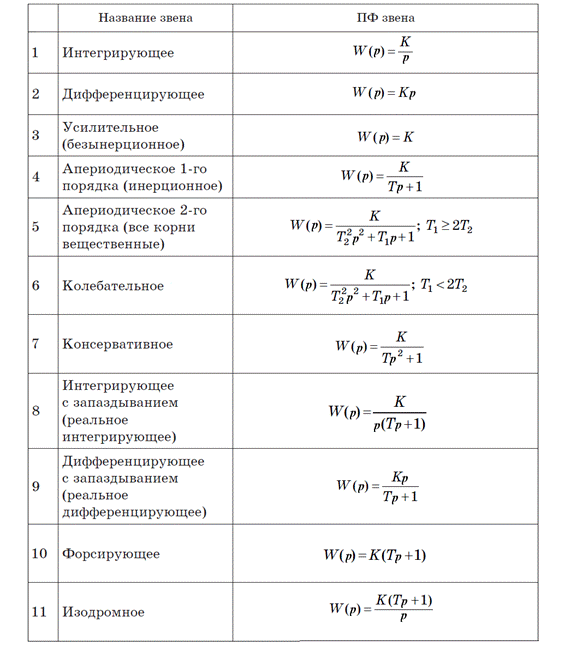 Название звена ПФ звена
1 Интегрирующее W(p)=K/p
2 Дифференцирующее W(p)=Kp
3 Усилительное
(безынерционное) W(p)=K
4 Апериодическое 1-го
порядка (инерционное) W(p)=K/(Tp+1)
5 Апериодическое 2-го
порядка (все корни
вещественные) W(p)=K/(T₂²p²+T₁p+1); T₁≥2T₂
6 Колебательное W(p)=K/(T₂²p²+T₁p+1); T₁<2T₂
7 Консервативное W(p)=K/(Tp²+1)
8 Интегрирующее
с запаздыванием
(реальное
интегрирующее) W(p)=K/(p(Tp+1))
9 Дифференцирующее
с запаздыванием
(реальное
дифференцирующее) W(p)=Kp/(Tp+1)
10 Форсирующее W(p)=K(Tp+1)
11 Изодромное W(p)=K(Tp+1)/p